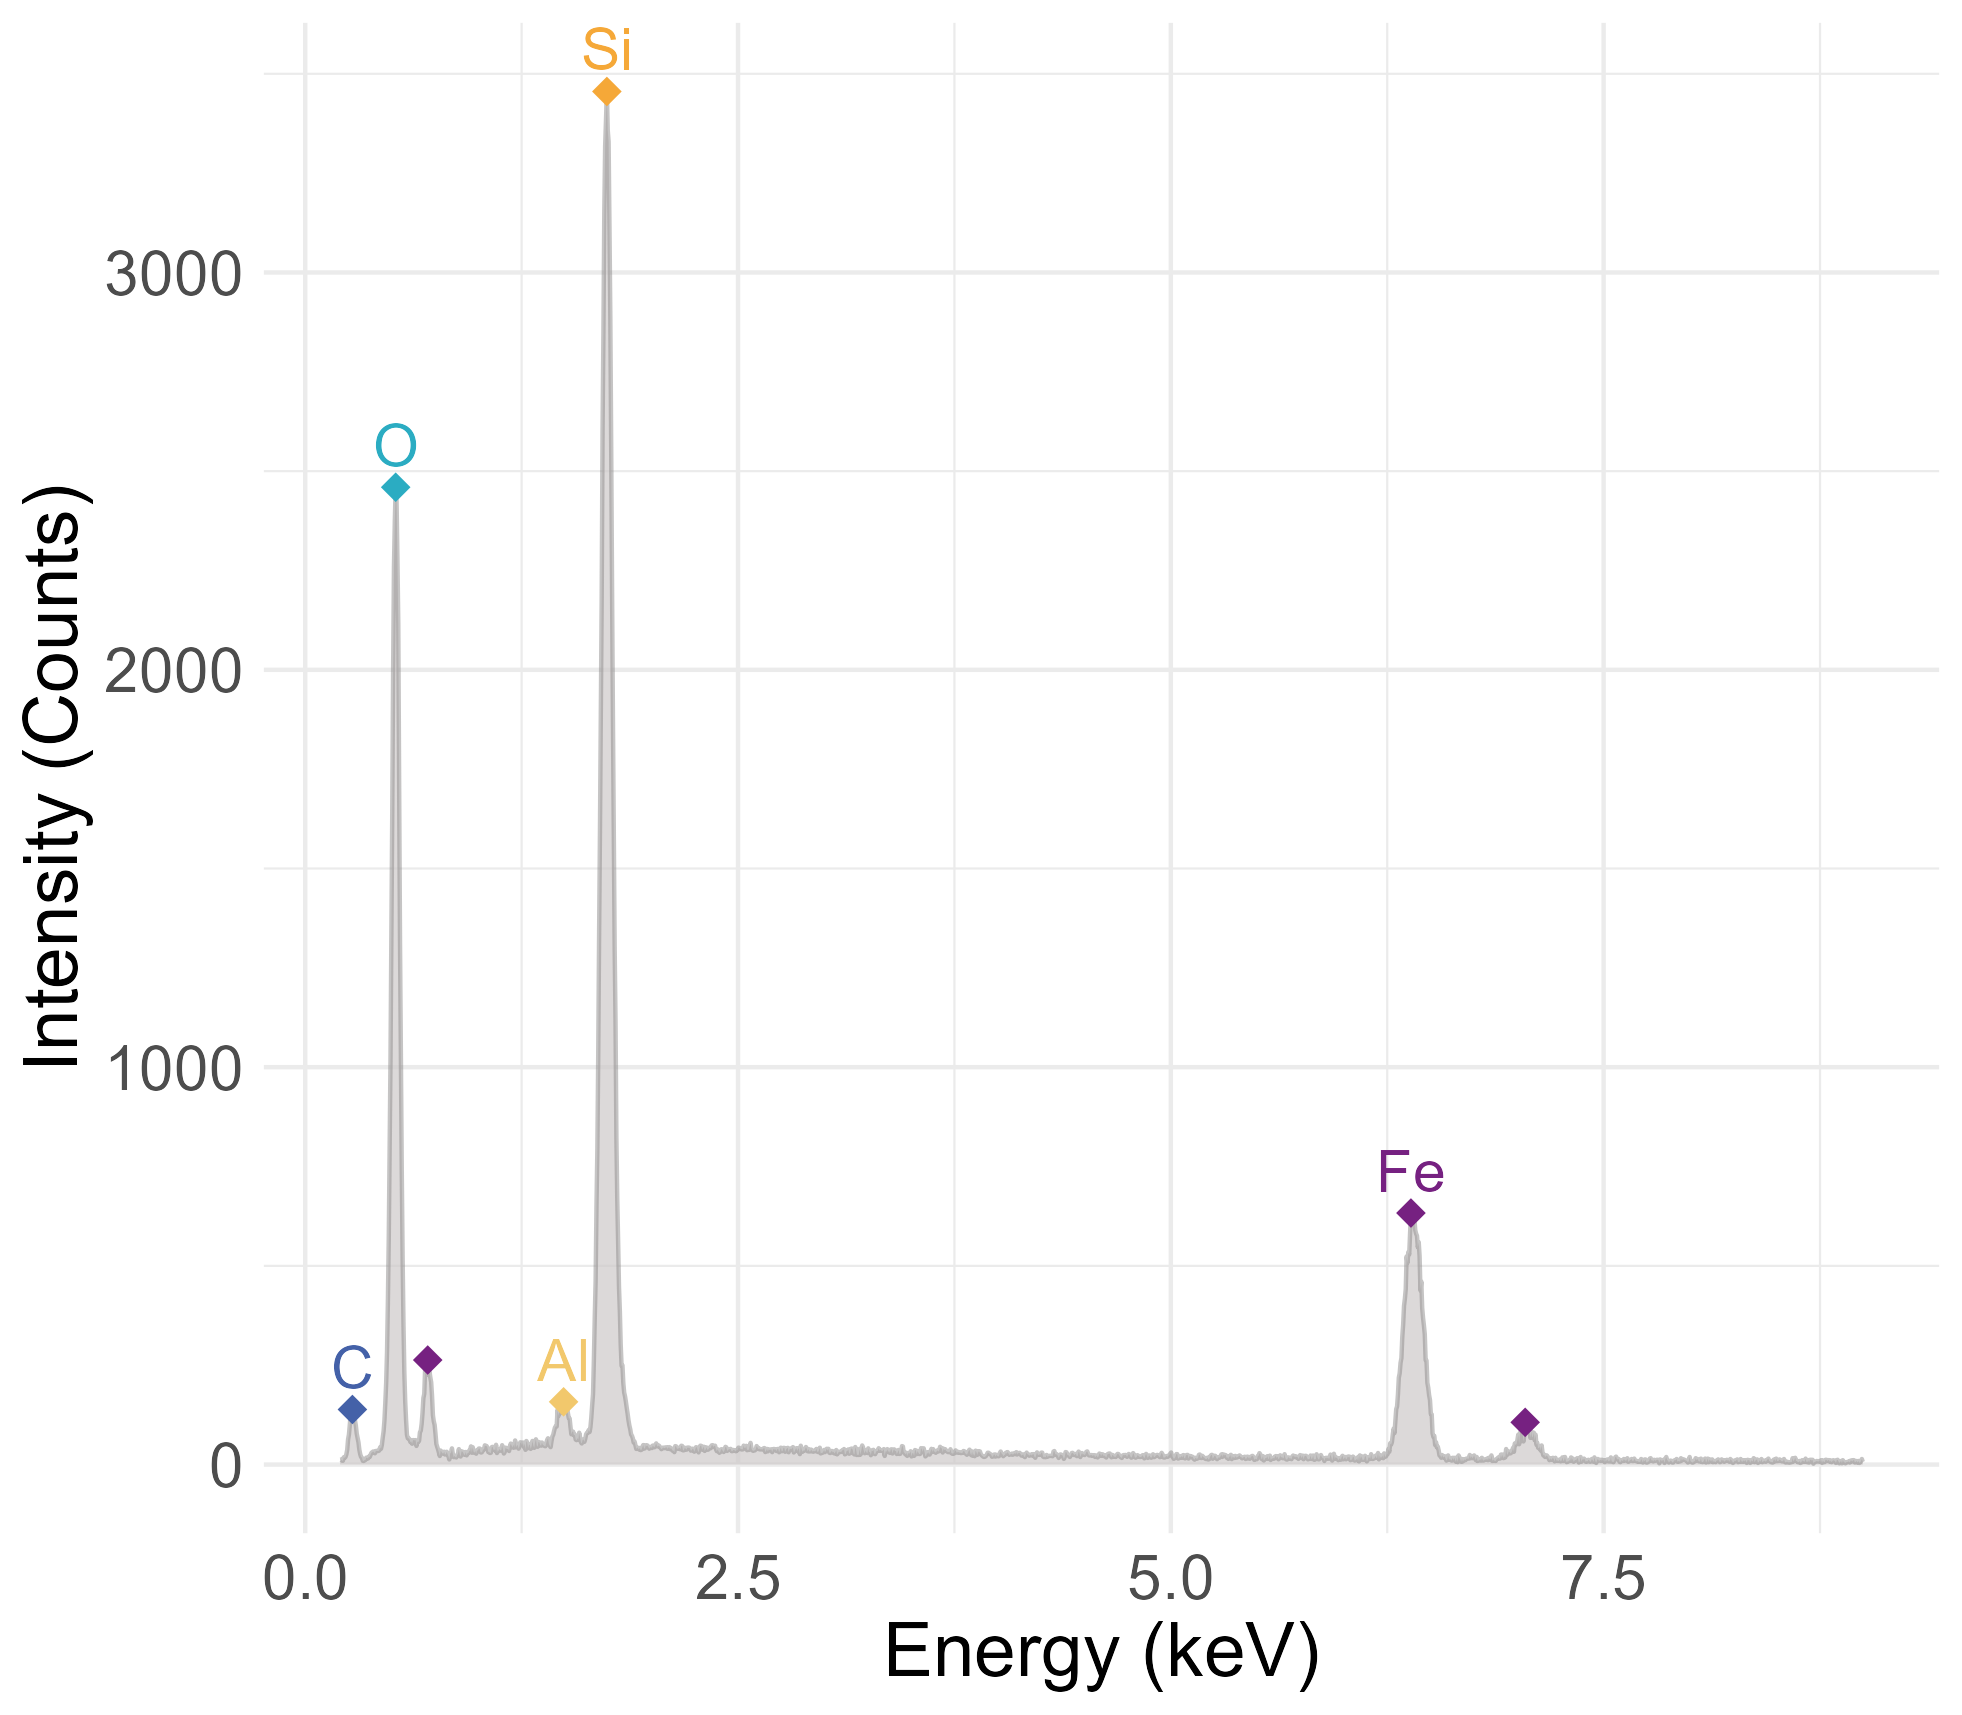 Si
3000
O
2000
Intensity (Counts)
1000
Fe
C
Al
0
0.0
2.5
5.0
7.5
Energy (keV)